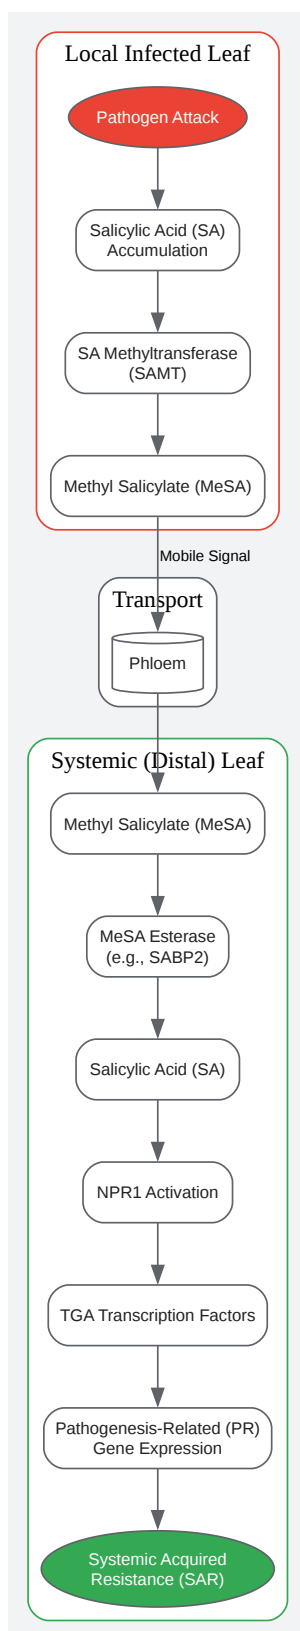 Local Infected Leaf
Pathogen Attack
Salicylic Acid (SA)
Accumulation
SA Methyltransferase
(SAMT)
Methyl Salicylate (MeSA)
Mobile Signal
Transport
Phloem
Systemic (Distal) Leaf
Methyl Salicylate (MeSA)
MeSA Esterase
(e.g., SABP2)
Salicylic Acid (SA)
NPR1 Activation
TGA Transcription Factors
Pathogenesis-Related (PR)
Gene Expression
Systemic Acquired
Resistance (SAR)